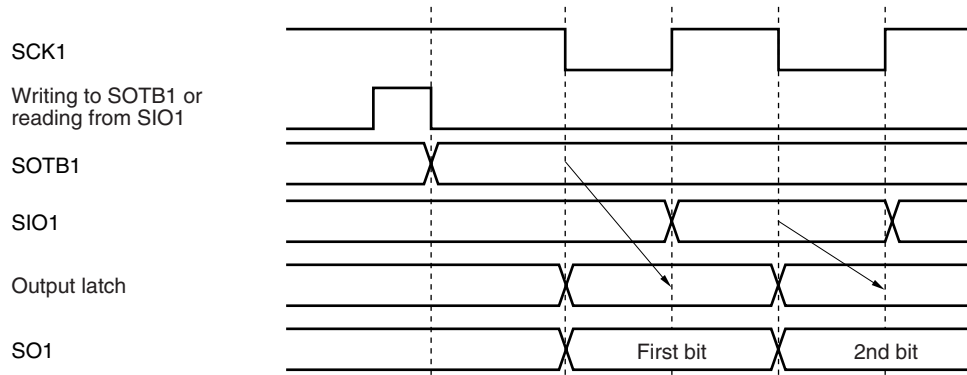 SCK1
Writing to SOTB1 or
reading from SIO1
SOTB1
SIO1
Output latch
SO1
First bit
2nd bit